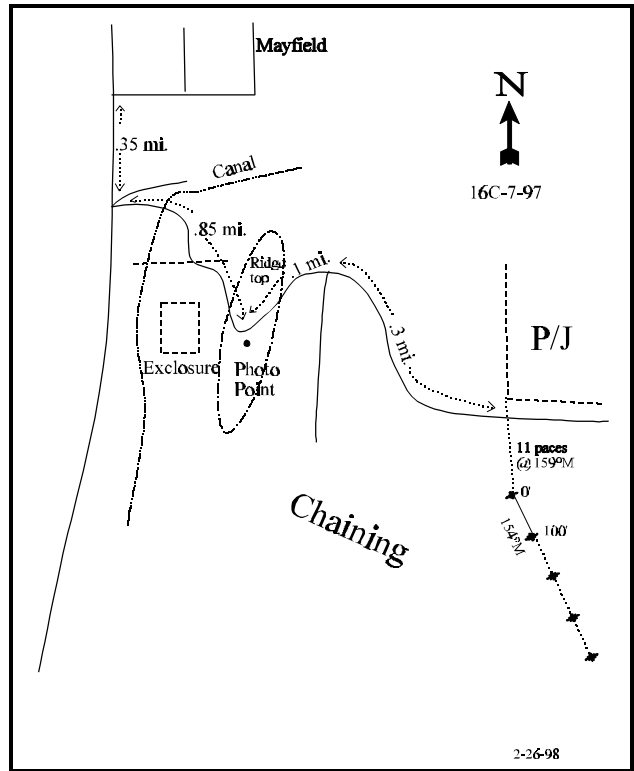 Mayfield
N
.35 mi.
Canal
16C-7-97
.85 mi.
Ridge
top
.1 mi.
.3 mi.
P/J
Exclosure
Photo
Point
11 paces
@ 159°M
0'
Chaining
154°M
100'
2-26-98